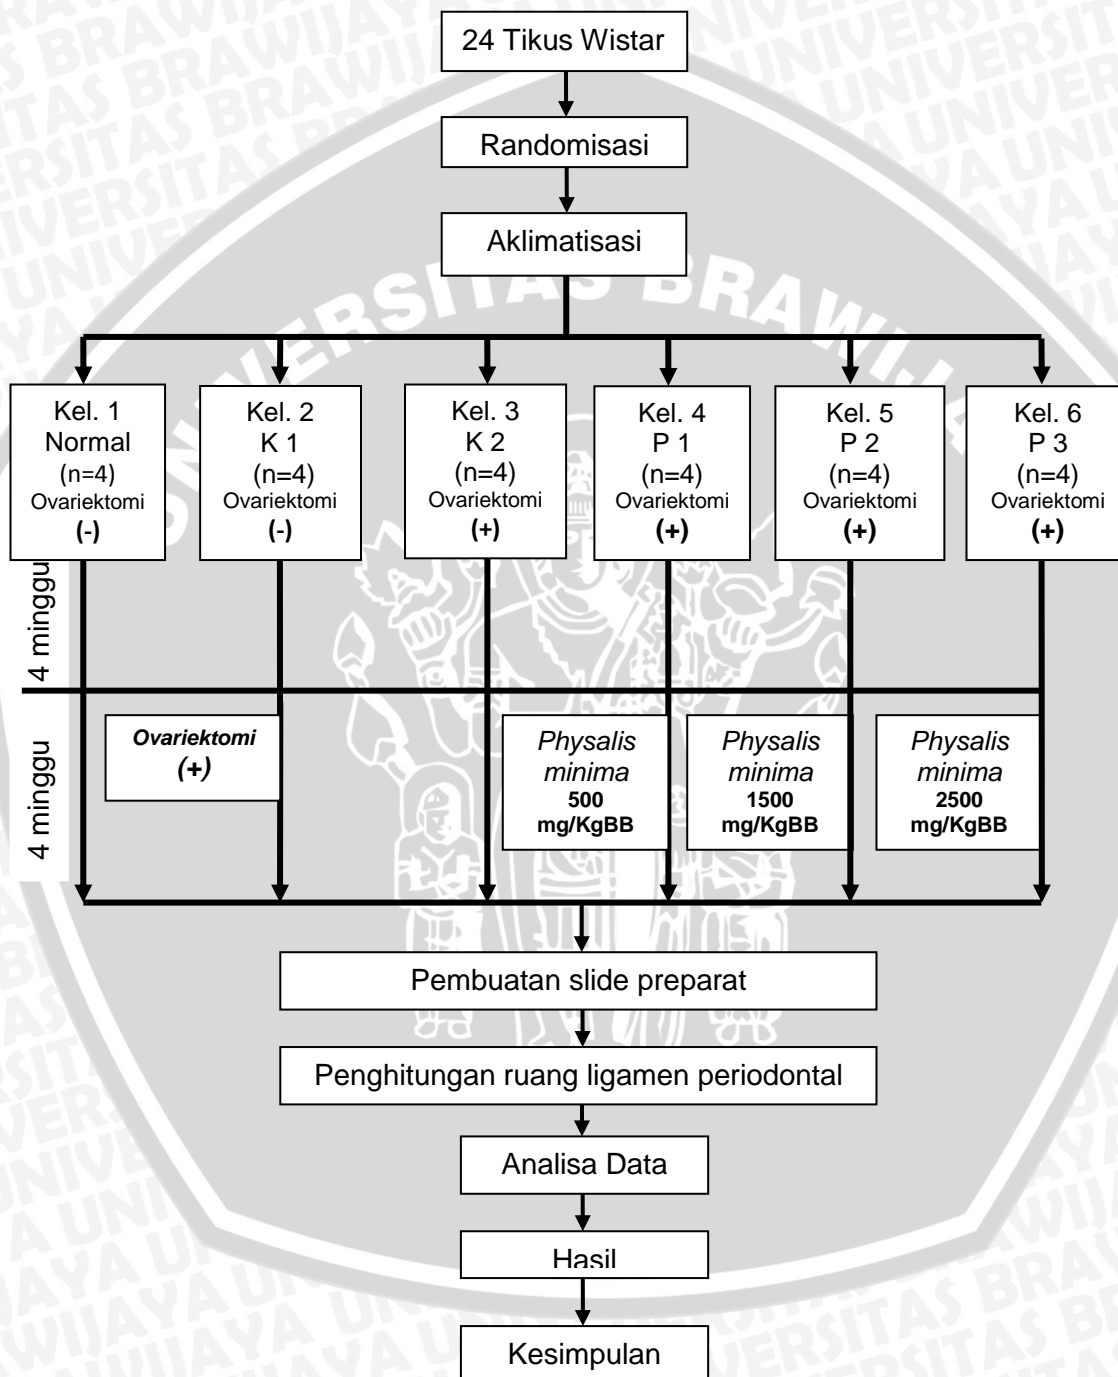 24 Tikus Wistar
Randomisasi
Aklimatisasi
UNIVERSITAS BRAWIJAYA
Kel. 1
Normal
(n=4)
Ovariektomi
(-)
Kel. 2
K 1
(n=4)
Ovariektomi
(-)
Kel. 3
K 2
(n=4)
Ovariektomi
(+)
Kel. 4
P 1
(n=4)
Ovariektomi
(+)
Kel. 5
P 2
(n=4)
Ovariektomi
(+)
Kel. 6
P 3
(n=4)
Ovariektomi
(+)
4 minggu
4 minggu
Ovariektomi
(+)
Physalis
minima
500
mg/KgBB
Physalis
minima
1500
mg/KgBB
Physalis
minima
2500
mg/KgBB
Pembuatan slide preparat
Penghitungan ruang ligamen periodontal
Analisa Data
Hasil
Kesimpulan